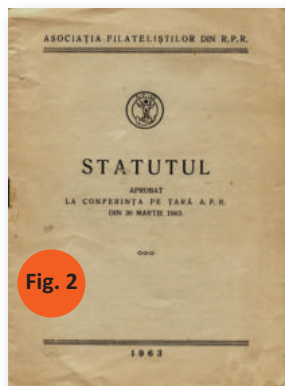 ASOCIAȚIA FILATELIȘTILOR DIN R.P.R.
STATUTUL
APROBAT
LA CONFERINȚA PE ȚARĂ A.F.R.
DIN 30 MARTIE 1963.
Fig. 2
1963